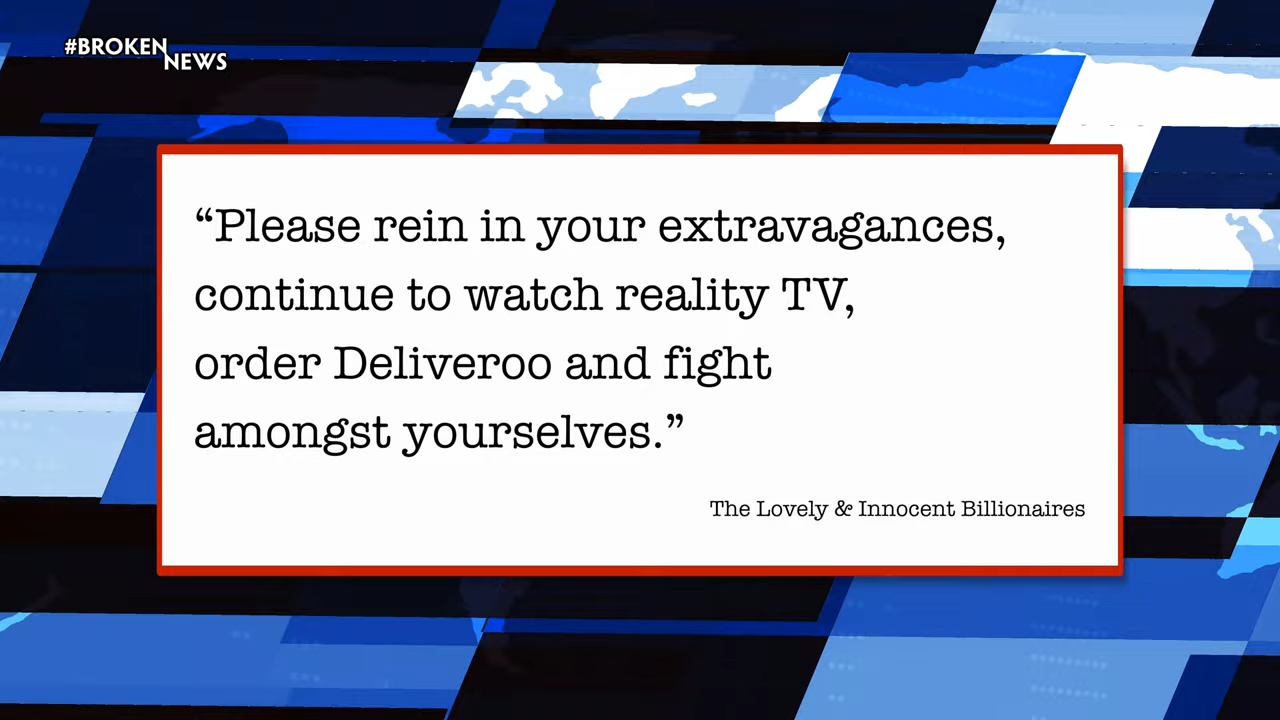 #BROKEN
NEWS
“Please rein in your extravagances,
continue to watch reality TV,
order Deliveroo and fight
amongst yourselves.”
The Lovely & Innocent Billionaires